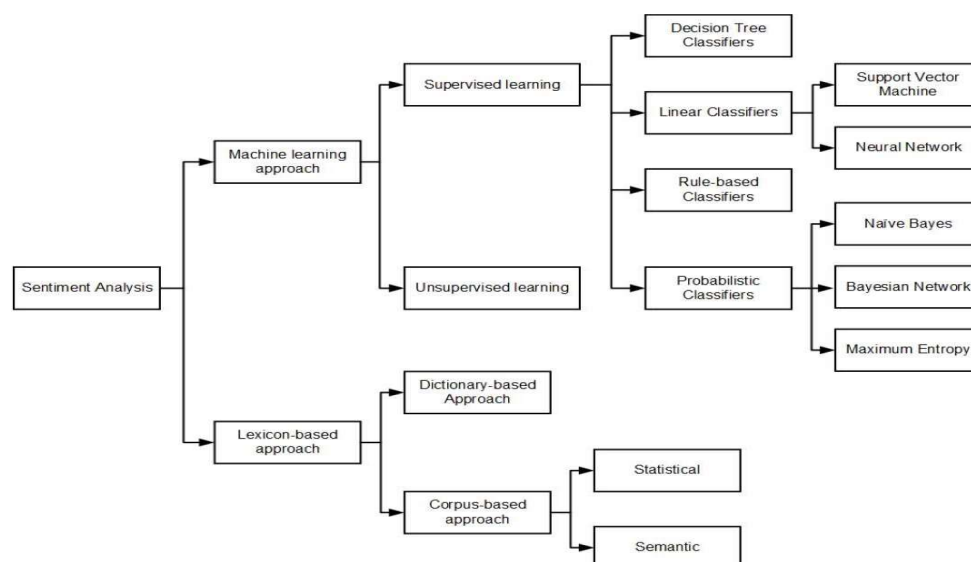 Decision Tree
Classifiers
Supervised learning
Support Vector
Machine
Linear Classifiers
Machine learning
approach
Neural Network
Rule-based
Classifiers
Naïve Bayes
Sentiment Analysis
Unsupervised learning
Probabilistic
Classifiers
Bayesian Network
Maximum Entropy
Dictionary-based
Approach
Lexicon-based
approach
Statistical
Corpus-based
approach
Semantic